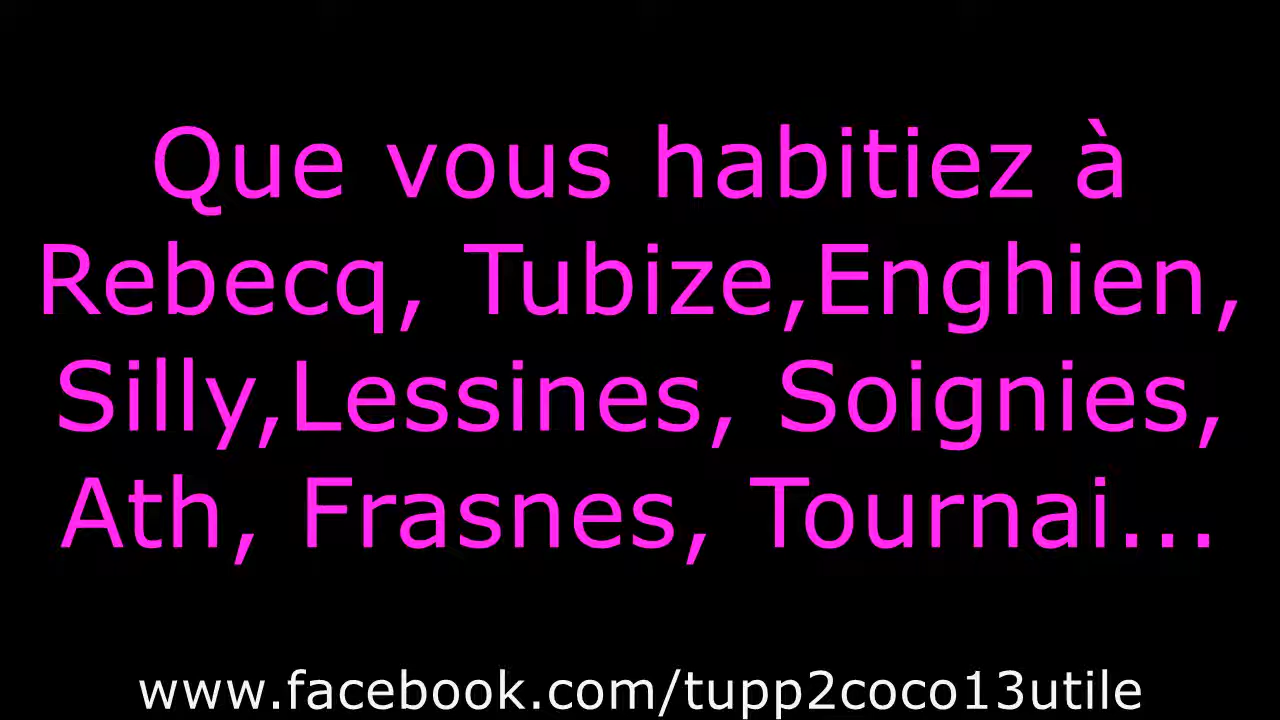 Que vous habitiez à
Rebecq, Tubize,Enghien,
Silly,Lessines, Soignies,
Ath, Frasnes, Tournai...
www.facebook.com/tupp2coco13utile